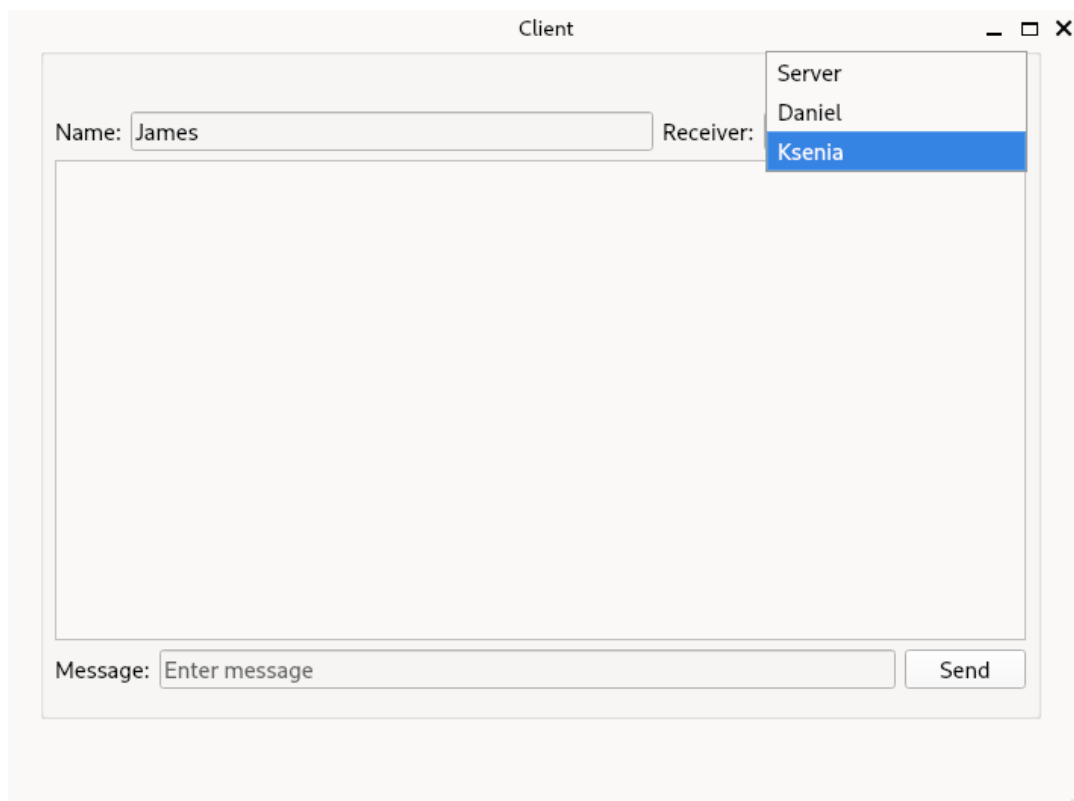 Client
Server
Daniel
Name: James Receiver:
Ksenia
Message: Enter message Send